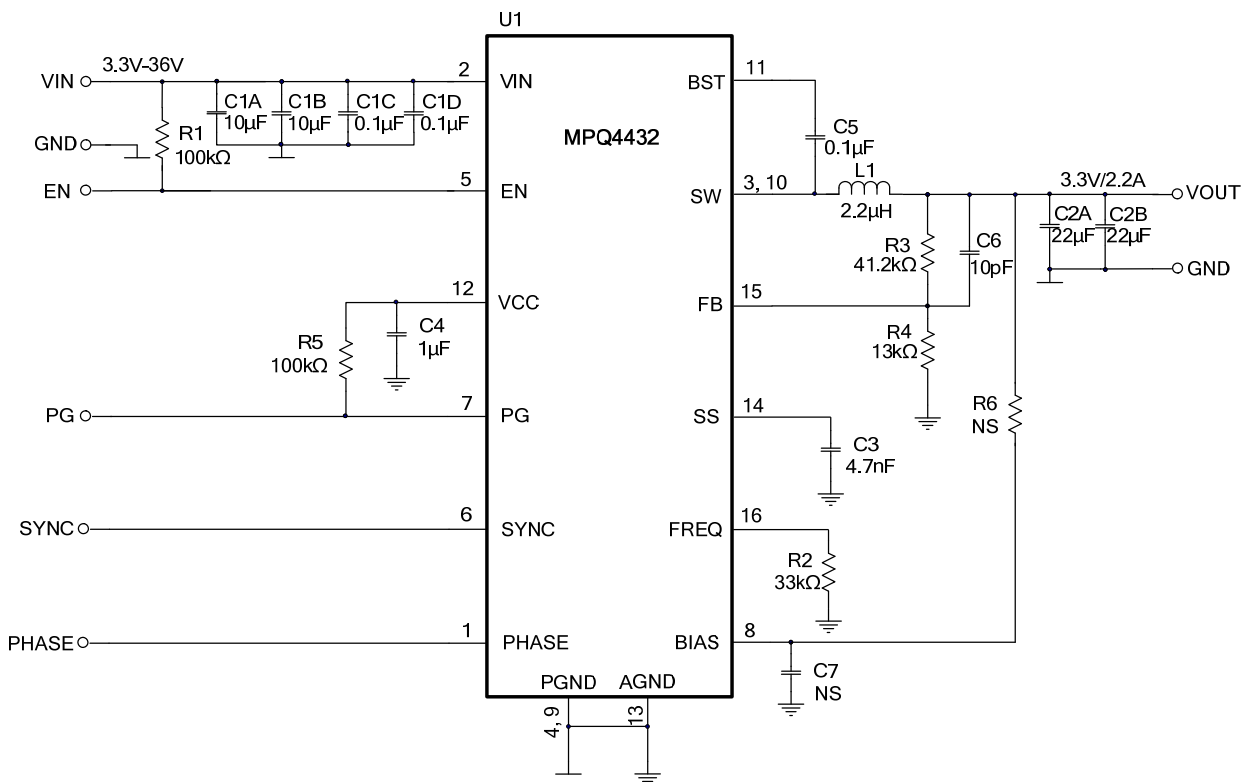 U1
MPQ4432
VIN
3.3V-36V
2
VIN
C1A
10µF
C1B
10µF
C1C
0.1µF
C1D
0.1µF
GND
R1
100kΩ
EN
5
EN
12
VCC
C4
1µF
R5
100kΩ
PG
7
PG
SYNC
6
SYNC
PHASE
1
PHASE
PGND
AGND
4, 9
13
BST
11
C5
0.1µF
SW
3, 10
L1
2.2µH
3.3V/2.2A
VOUT
C2A
22µF
C2B
22µF
GND
R3
41.2kΩ
C6
10pF
FB
15
R4
13kΩ
SS
14
C3
4.7nF
R6
NS
FREQ
16
R2
33kΩ
BIAS
8
C7
NS